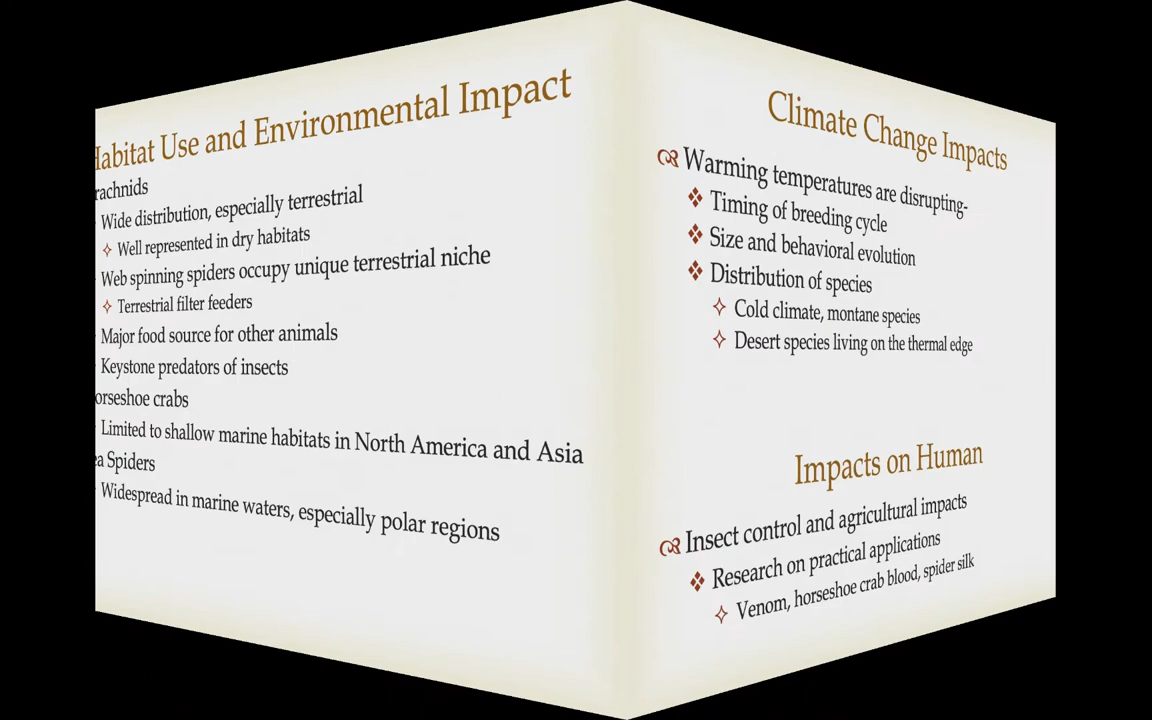 Habitat Use and Environmental Impact
rachnids
Wide distribution, especially terrestrial
Well represented in dry habitats
Web spinning spiders occupy unique terrestrial niche
Terrestrial filter feeders
Major food source for other animals
Keystone predators of insects
orseshoe crabs
Limited to shallow marine habitats in North America and Asia
ea Spiders
Widespread in marine waters, especially polar regions
Climate Change Impacts
Warming temperatures are disrupting-
Timing of breeding cycle
Size and behavioral evolution
Distribution of species
Cold climate, montane species
Desert species living on the thermal edge
Impacts on Human
Insect control and agricultural impacts
Research on practical applications
Venom, horseshoe crab blood, spider silk